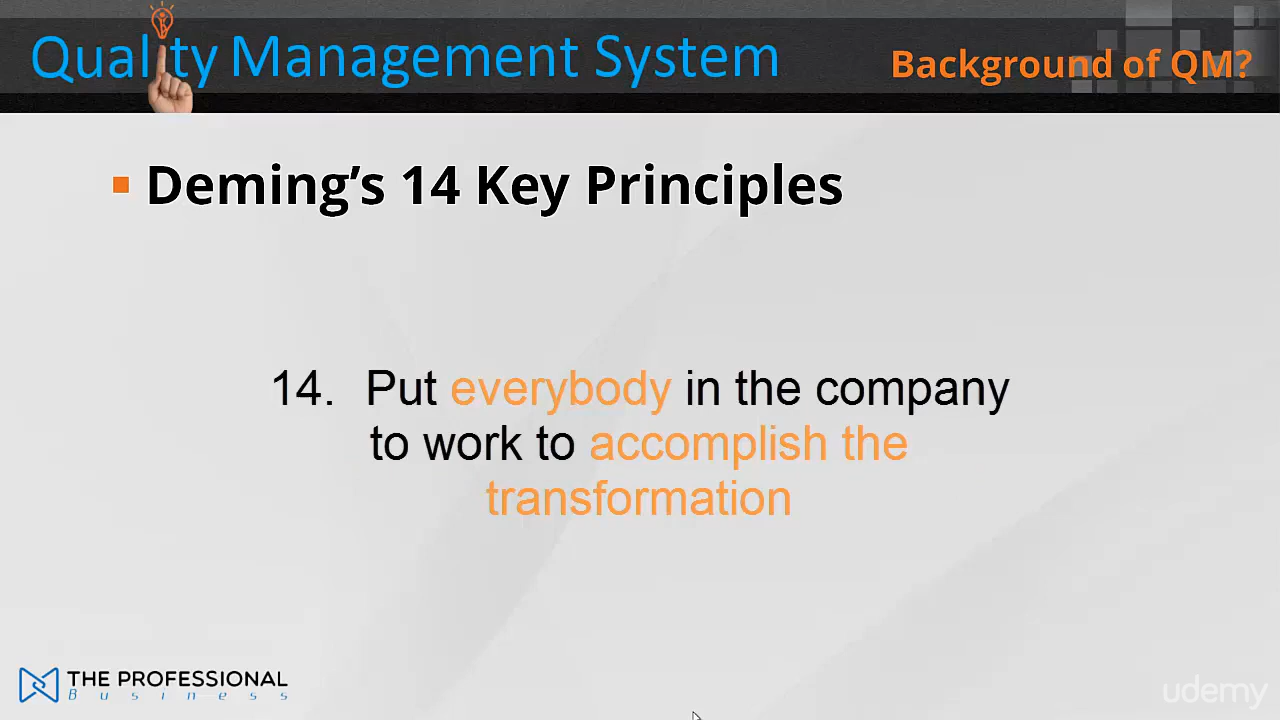 Quality Management System
Background of QM?
Deming's 14 Key Principles
14. Put everybody in the company
to work to accomplish the
transformation
THE PROFESSIONAL
Business
udemy